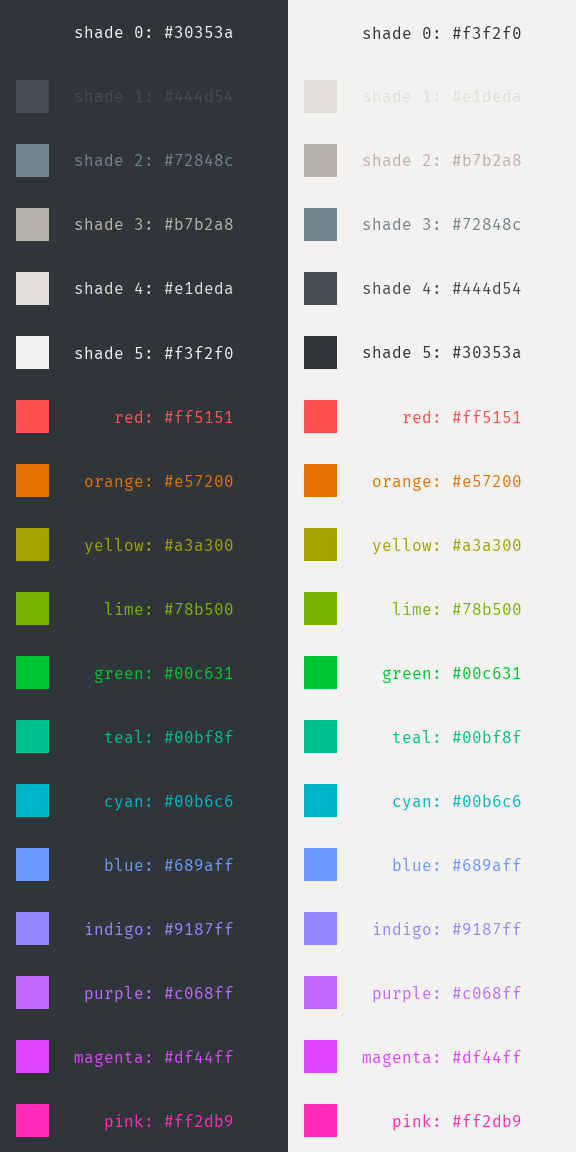 shade 0: #30353a
shade 1: #444d54
shade 2: #72848c
shade 3: #b7b2a8
shade 4: #e1deda
shade 5: #f3f2f0
red: #ff5151
orange: #e57200
yellow: #a3a300
lime: #78b500
green: #00c631
teal: #00bf8f
cyan: #00b6c6
blue: #689aff
indigo: #9187ff
purple: #c068ff
magenta: #df44ff
pink: #ff2db9
shade 0: #f3f2f0
shade 1: #e1deda
shade 2: #b7b2a8
shade 3: #72848c
shade 4: #444d54
shade 5: #30353a
red: #ff5151
orange: #e57200
yellow: #a3a300
lime: #78b500
green: #00c631
teal: #00bf8f
cyan: #00b6c6
blue: #689aff
indigo: #9187ff
purple: #c068ff
magenta: #df44ff
pink: #ff2db9